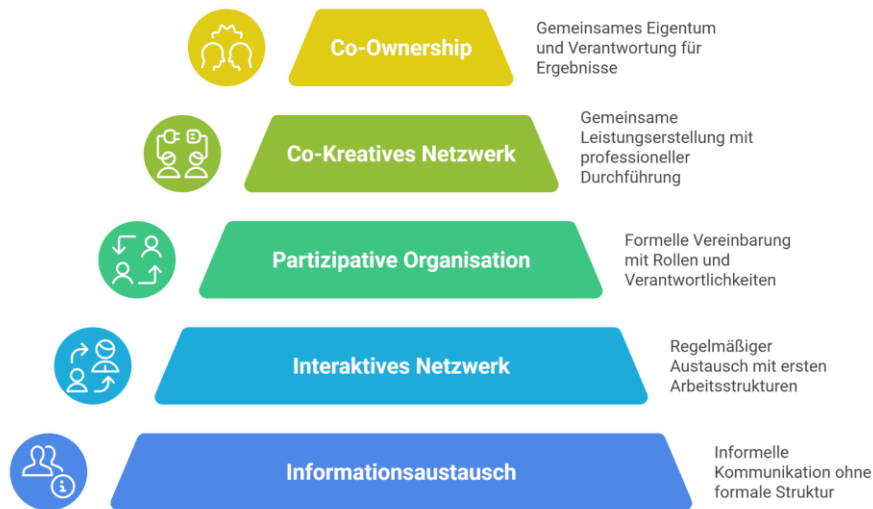 Co-Ownership
Gemeinsames Eigentum
und Verantwortung für
Ergebnisse
Co-Kreatives Netzwerk
Gemeinsame
Leistungserstellung mit
professioneller
Durchführung
Partizipative Organisation
Formelle Vereinbarung
mit Rollen und
Verantwortlichkeiten
Interaktives Netzwerk
Regelmäßiger
Austausch mit ersten
Arbeitsstrukturen
Informationsaustausch
Informelle
Kommunikation ohne
formale Struktur